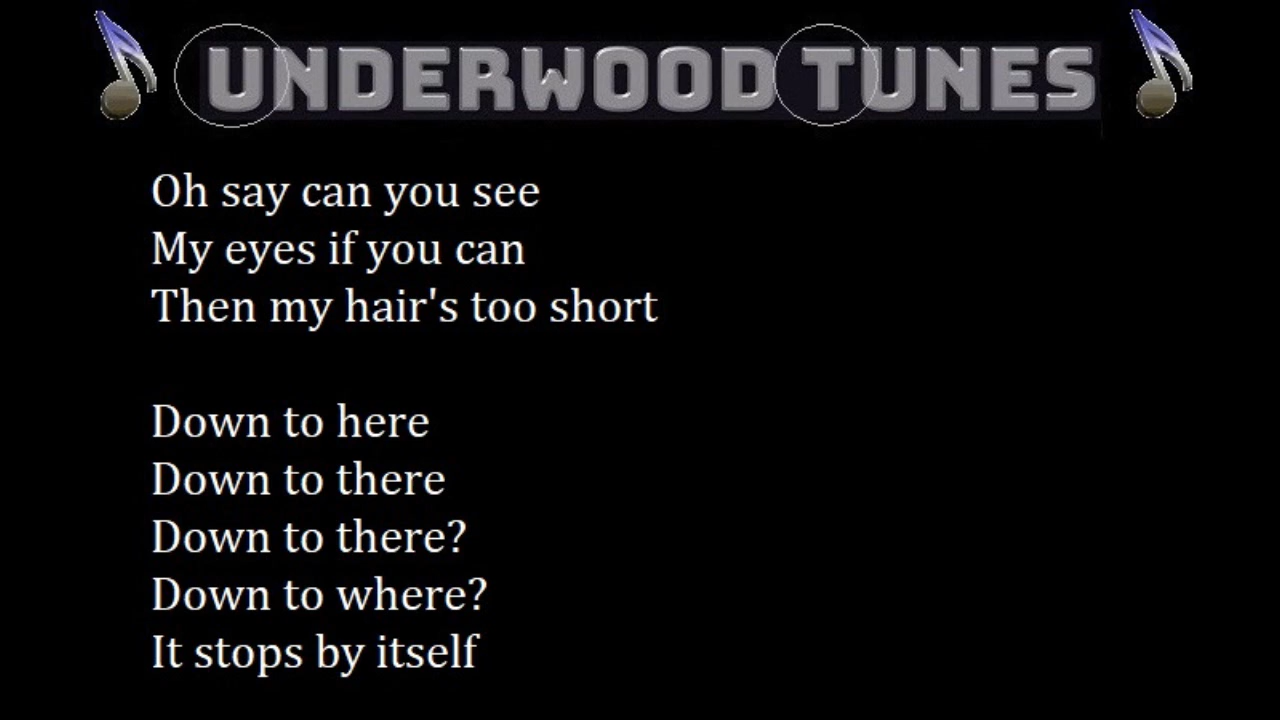 UNDERWOOD TUNES
Oh say can you see
My eyes if you can
Then my hair's too short
Down to here
Down to there
Down to there?
Down to where?
It stops by itself